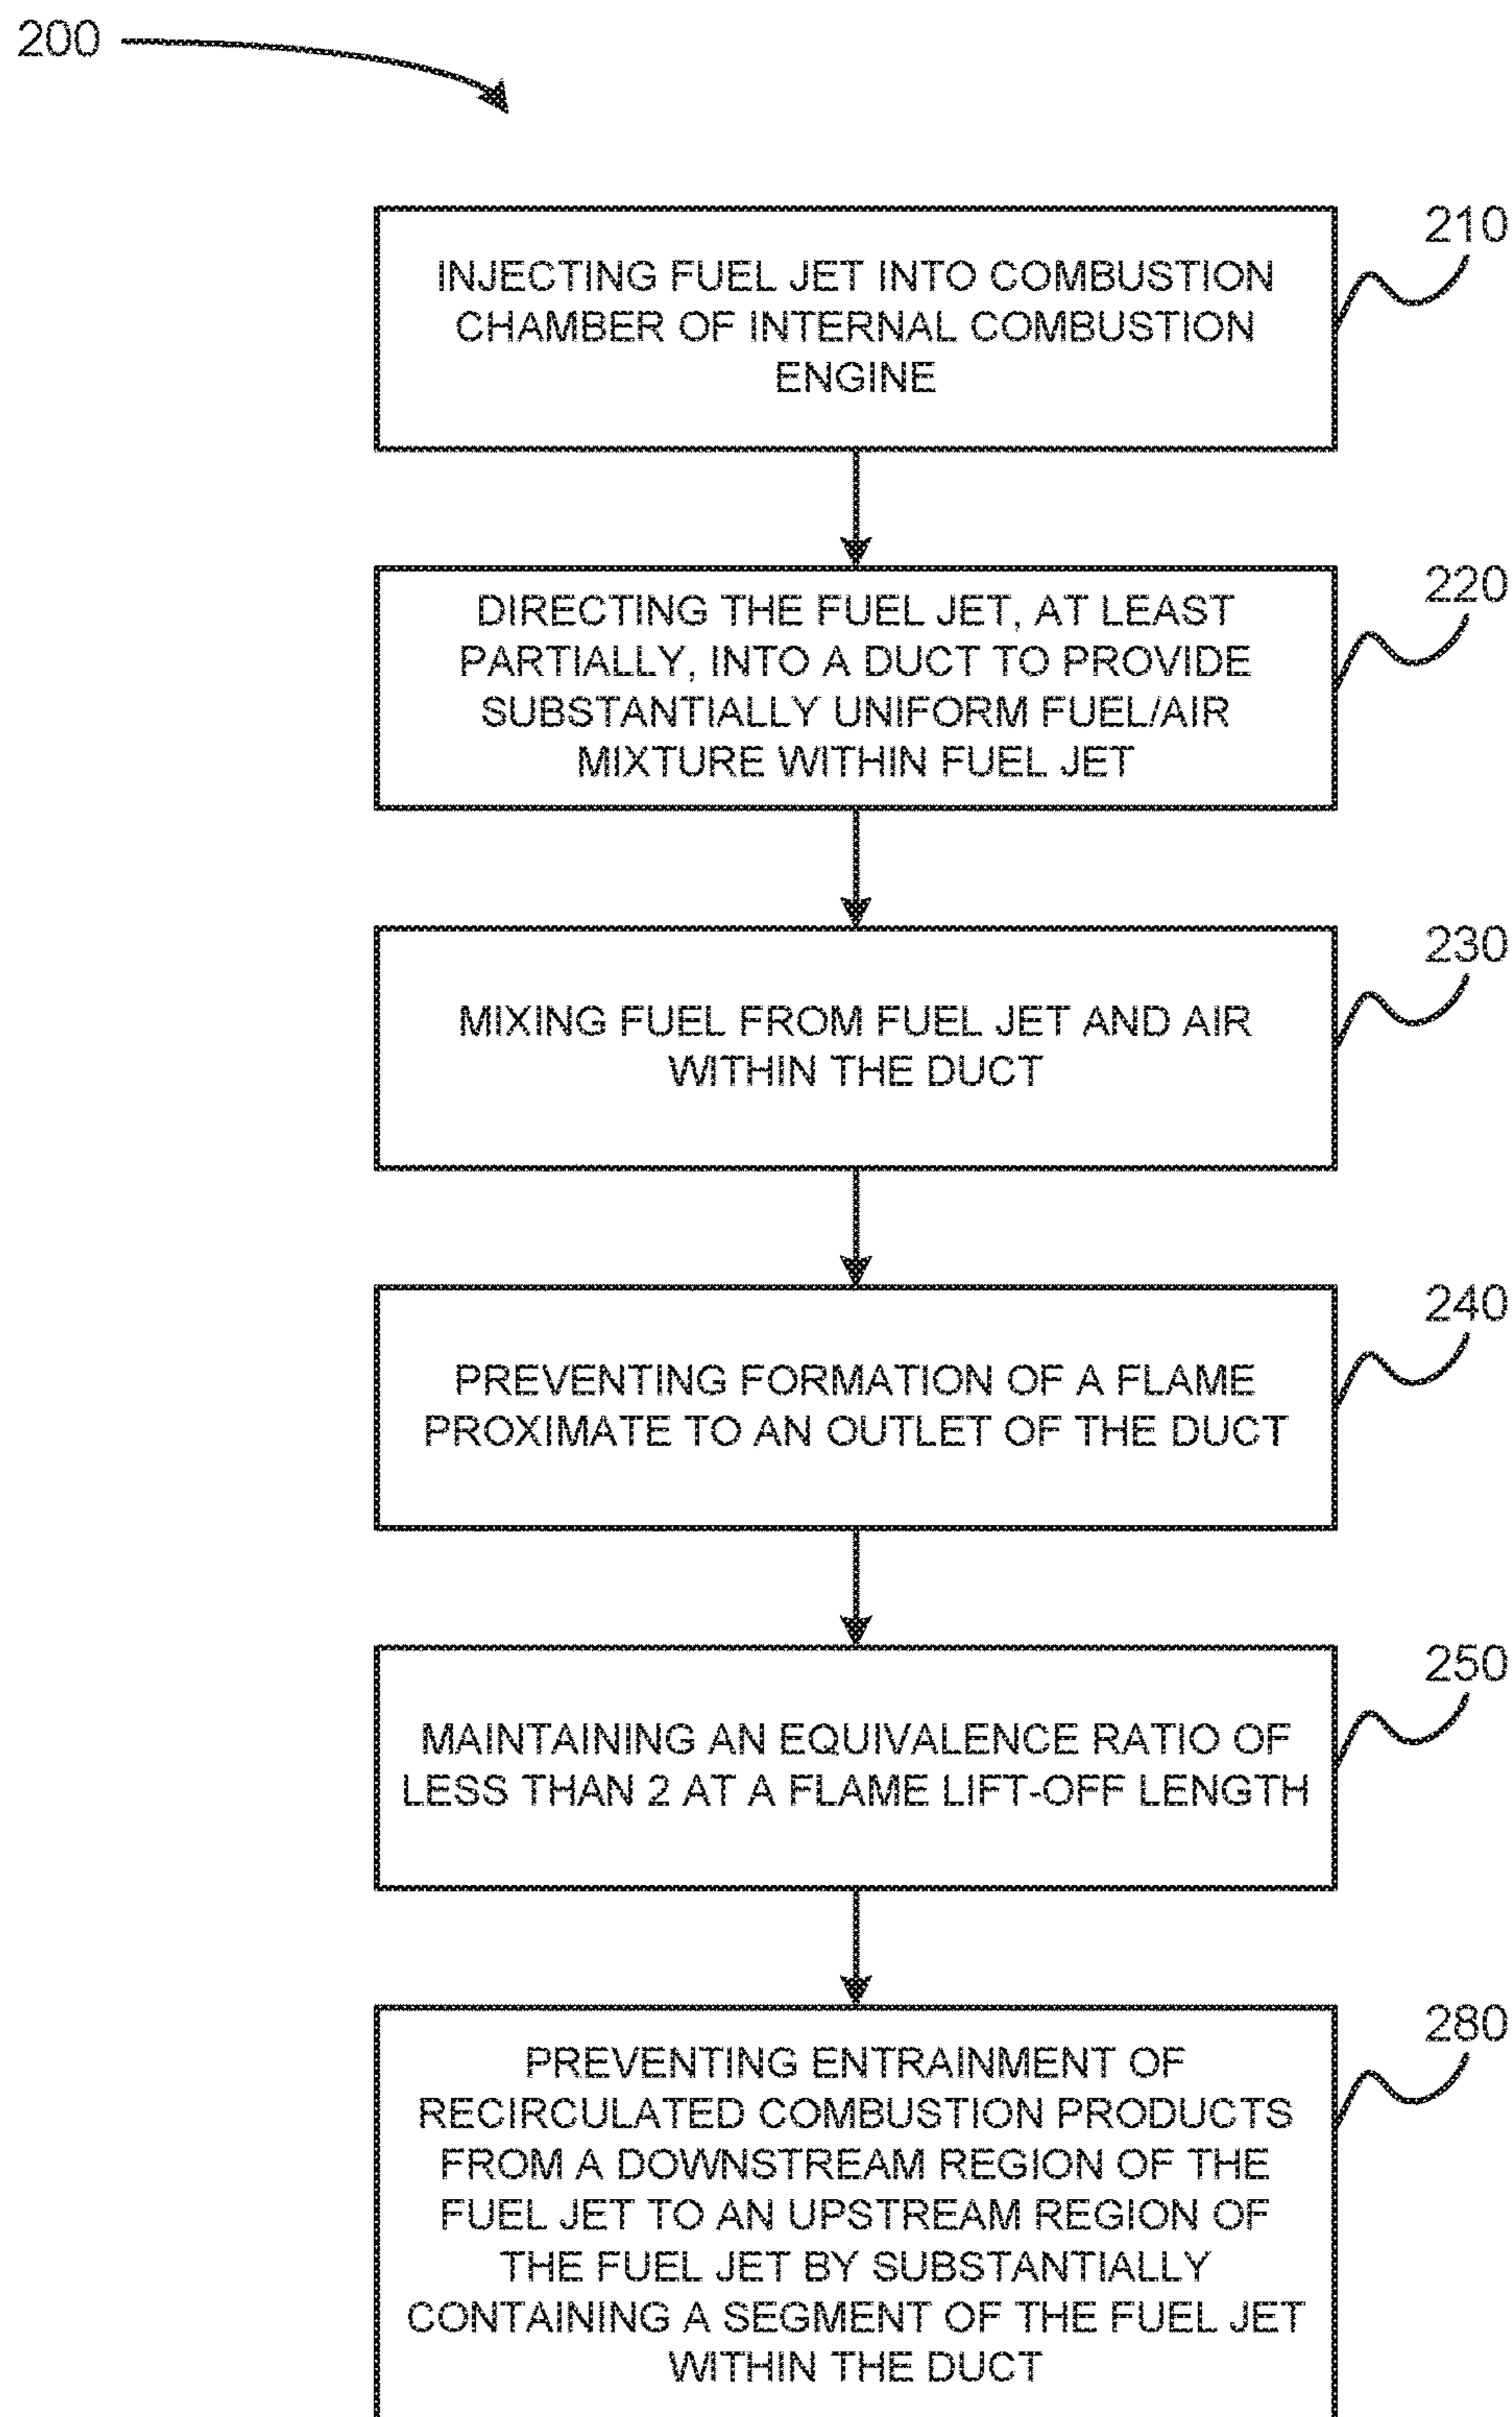 200
210
INJECTING FUEL JET INTO COMBUSTION
CHAMBER OF INTERNAL COMBUSTION
ENGINE
220
DIRECTING THE FUEL JET, AT LEAST
PARTIALLY, INTO A DUCT TO PROVIDE
SUBSTANTIALLY UNIFORM FUEL/AIR
MIXTURE WITHIN FUEL JET
230
MIXING FUEL FROM FUEL JET AND AIR
WITHIN THE DUCT
240
PREVENTING FORMATION OF A FLAME
PROXIMATE TO AN OUTLET OF THE DUCT
250
MAINTAINING AN EQUIVALENCE RATIO OF
LESS THAN 2 AT A FLAME LIFT-OFF LENGTH
280
PREVENTING ENTRAINMENT OF
RECIRCULATED COMBUSTION PRODUCTS
FROM A DOWNSTREAM REGION OF THE
FUEL JET TO AN UPSTREAM REGION OF
THE FUEL JET BY SUBSTANTIALLY
CONTAINING A SEGMENT OF THE FUEL JET
WITHIN THE DUCT